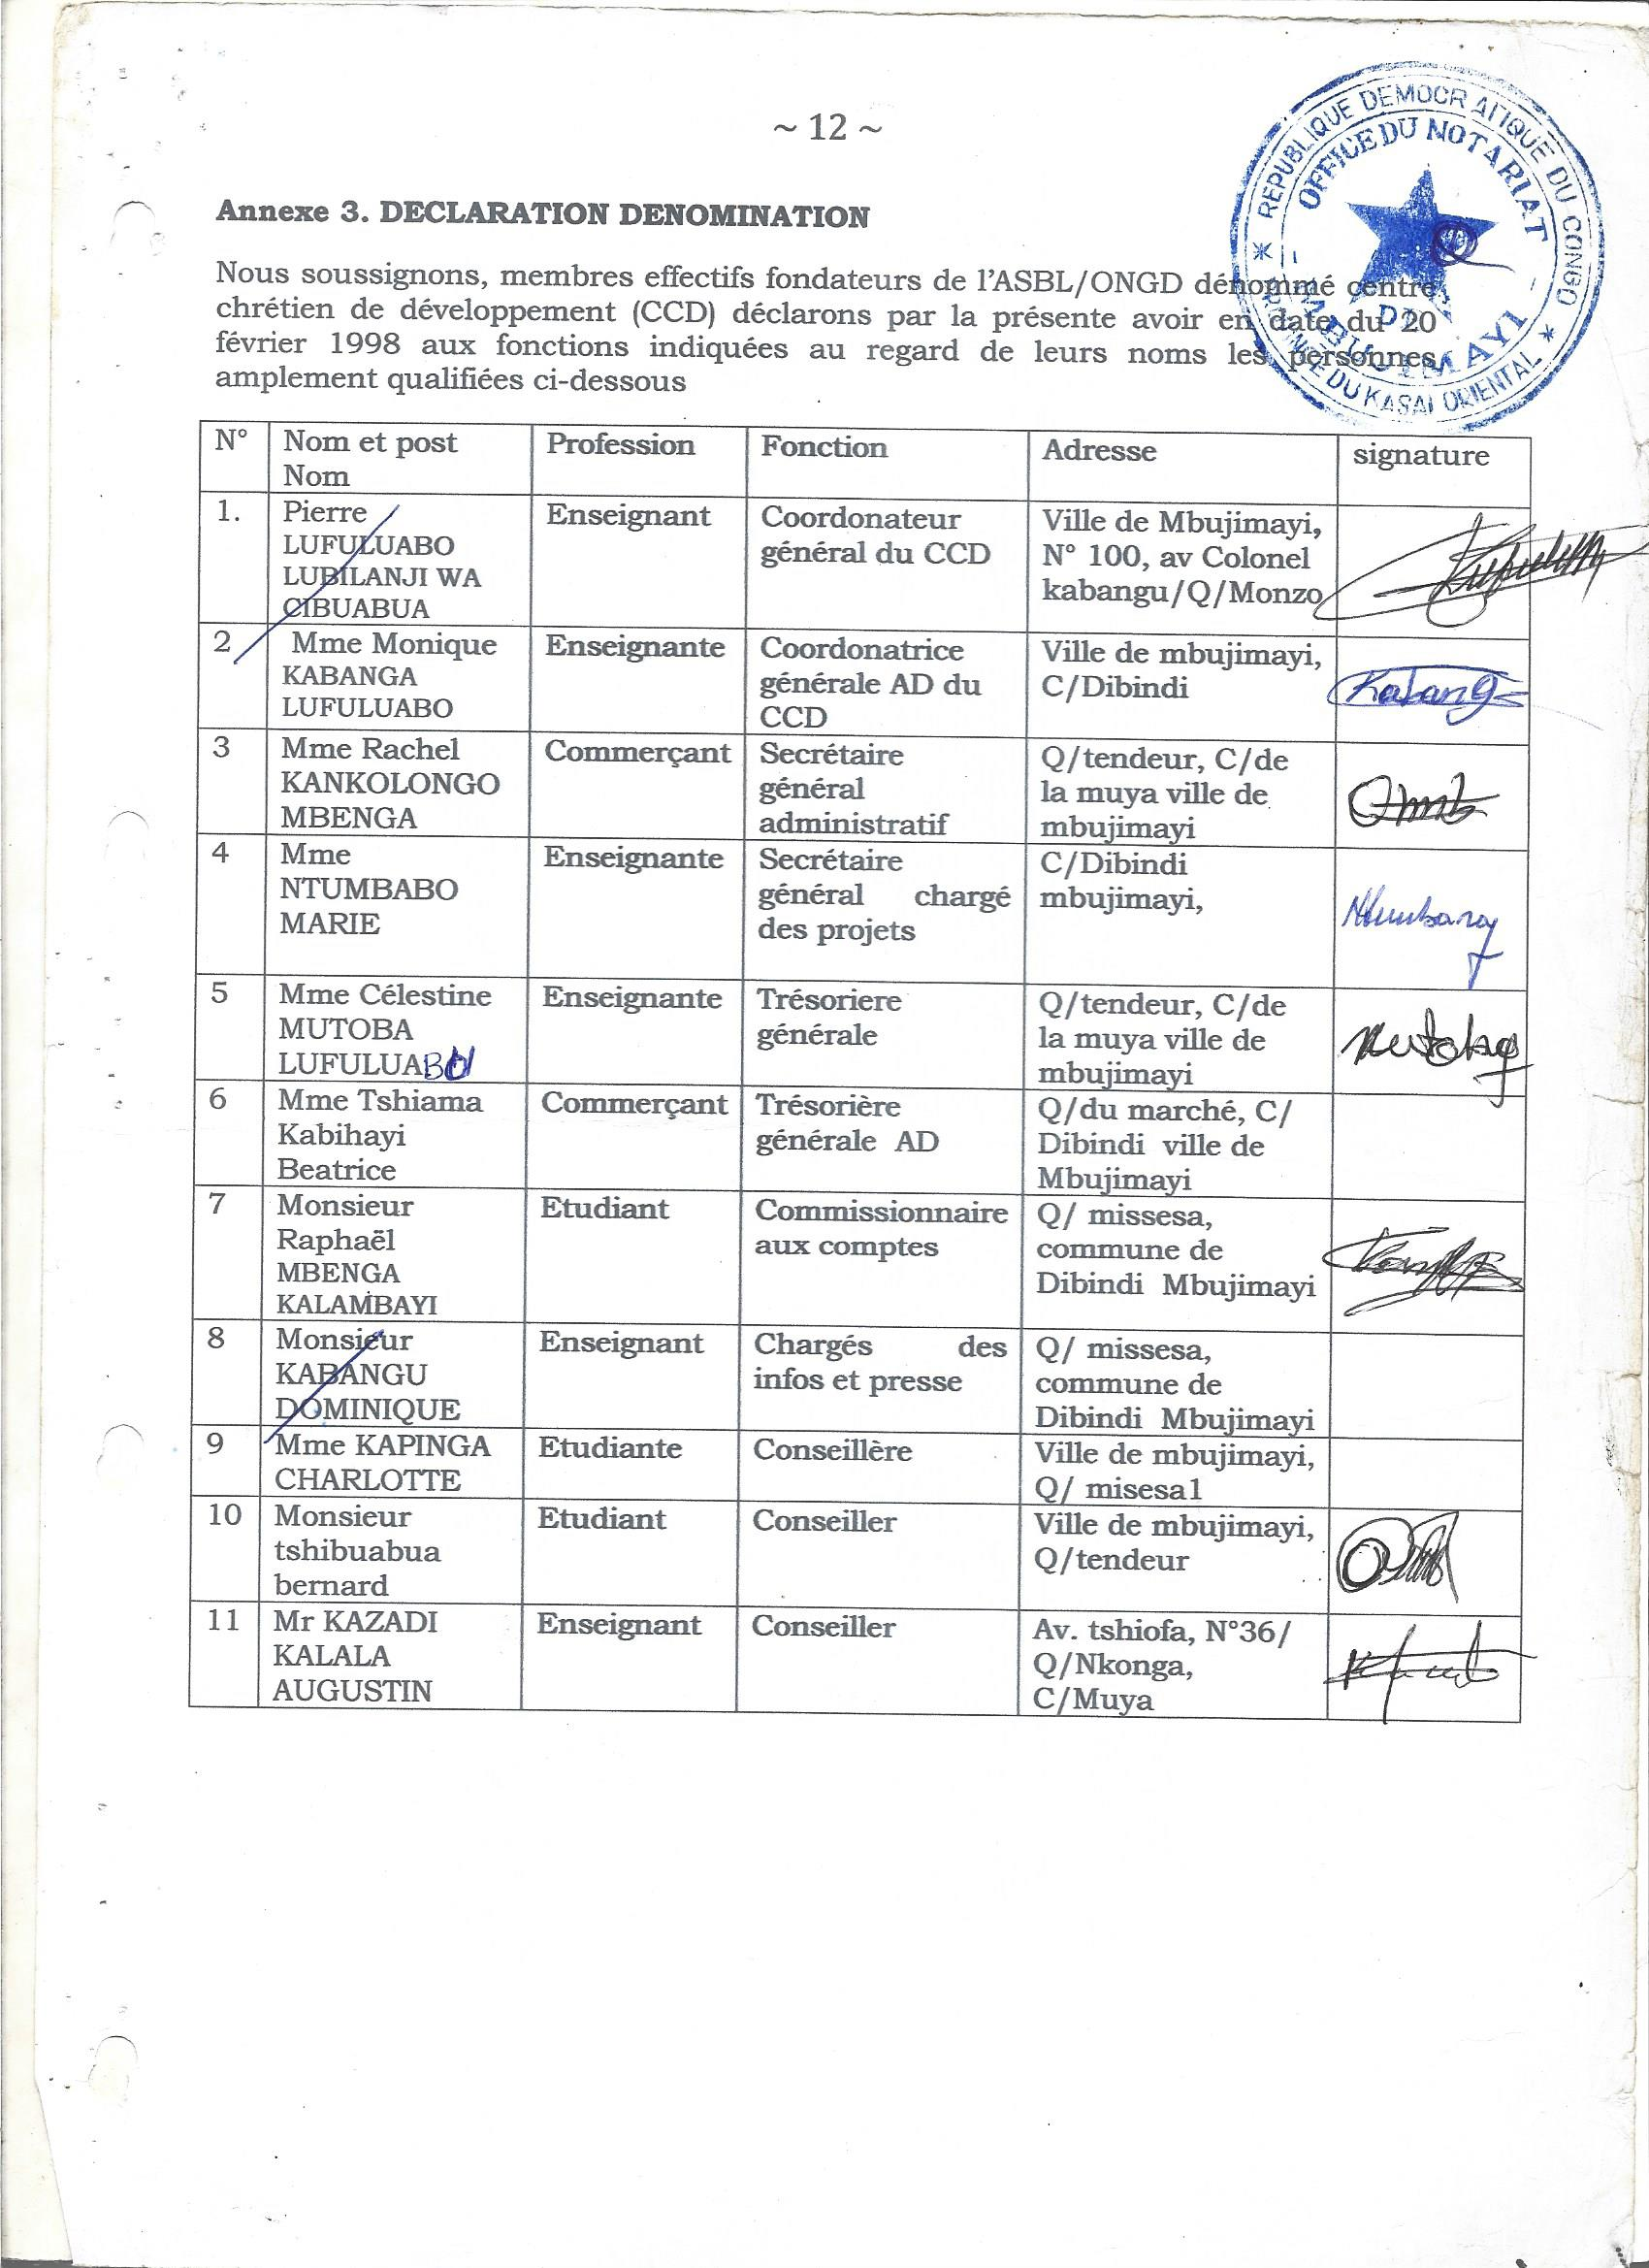 ~ 12 ~
REPUBLIQUE DEMOCRATIQUE DU CONGO
OFFICE DU NOTARIAT
DE
MBUJIMAYI
PROVINCE DU KASAI ORIENTAL
Annexe 3. DECLARATION DENOMINATION
Nous soussignons, membres effectifs fondateurs de l'ASBL/ONGD dénommé centre
chrétien de développement (CCD) déclarons par la présente avoir en date du 20
février 1998 aux fonctions indiquées au regard de leurs noms les personnes
amplement qualifiées ci-dessous
N° Nom et post Profession Fonction Adresse signature
Nom
1. Pierre Enseignant Coordonateur Ville de Mbujimayi,
LUFULUABO général du CCD N° 100, av Colonel
LUBILANJI WA kabangu/Q/Monzo
CIBUABUA
2 Mme Monique Enseignante Coordonatrice Ville de mbujimayi,
KABANGA générale AD du C/Dibindi
LUFULUABO CCD
3 Mme Rachel Commerçant Secrétaire Q/tendeur, C/de
KANKOLONGO général la muya ville de
MBENGA administratif mbujimayi
4 Mme Enseignante Secrétaire C/Dibindi
NTUMBABO général chargé mbujimayi,
MARIE des projets
5 Mme Célestine Enseignante Trésoriere Q/tendeur, C/de
MUTOBA générale la muya ville de
LUFULUABO mbujimayi
6 Mme Tshiama Commerçant Trésorière Q/du marché, C/
Kabihayi générale AD Dibindi ville de
Beatrice Mbujimayi
7 Monsieur Etudiant Commissionnaire Q/ missesa,
Raphaël aux comptes commune de
MBENGA Dibindi Mbujimayi
KALAMBAYI
8 Monsieur Enseignant Chargés des Q/ missesa,
KABANGU infos et presse commune de
DOMINIQUE Dibindi Mbujimayi
9 Mme KAPINGA Etudiante Conseillère Ville de mbujimayi,
CHARLOTTE Q/ misesa1
10 Monsieur Etudiant Conseiller Ville de mbujimayi,
tshibuabua Q/tendeur
bernard
11 Mr KAZADI Enseignant Conseiller Av. tshiofa, N°36/
KALALA Q/Nkonga,
AUGUSTIN C/Muya